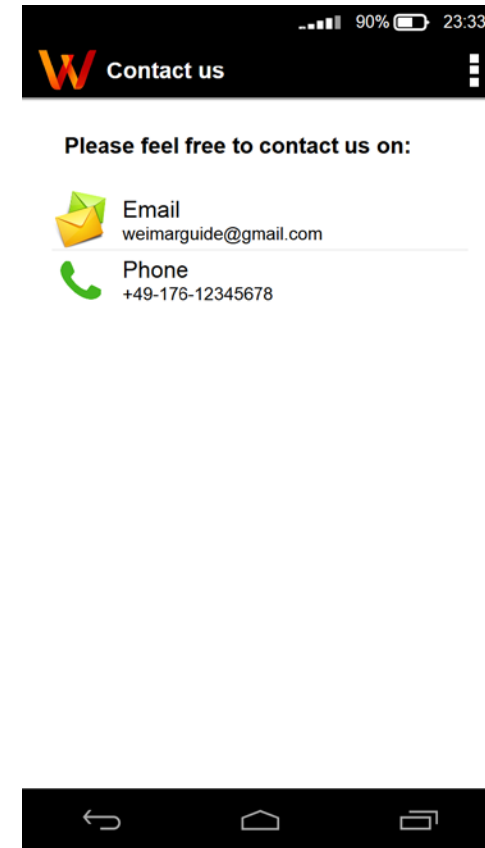 90% 23:33
Contact us
Please feel free to contact us on:
Email
weimarguide@gmail.com
Phone
+49-176-12345678